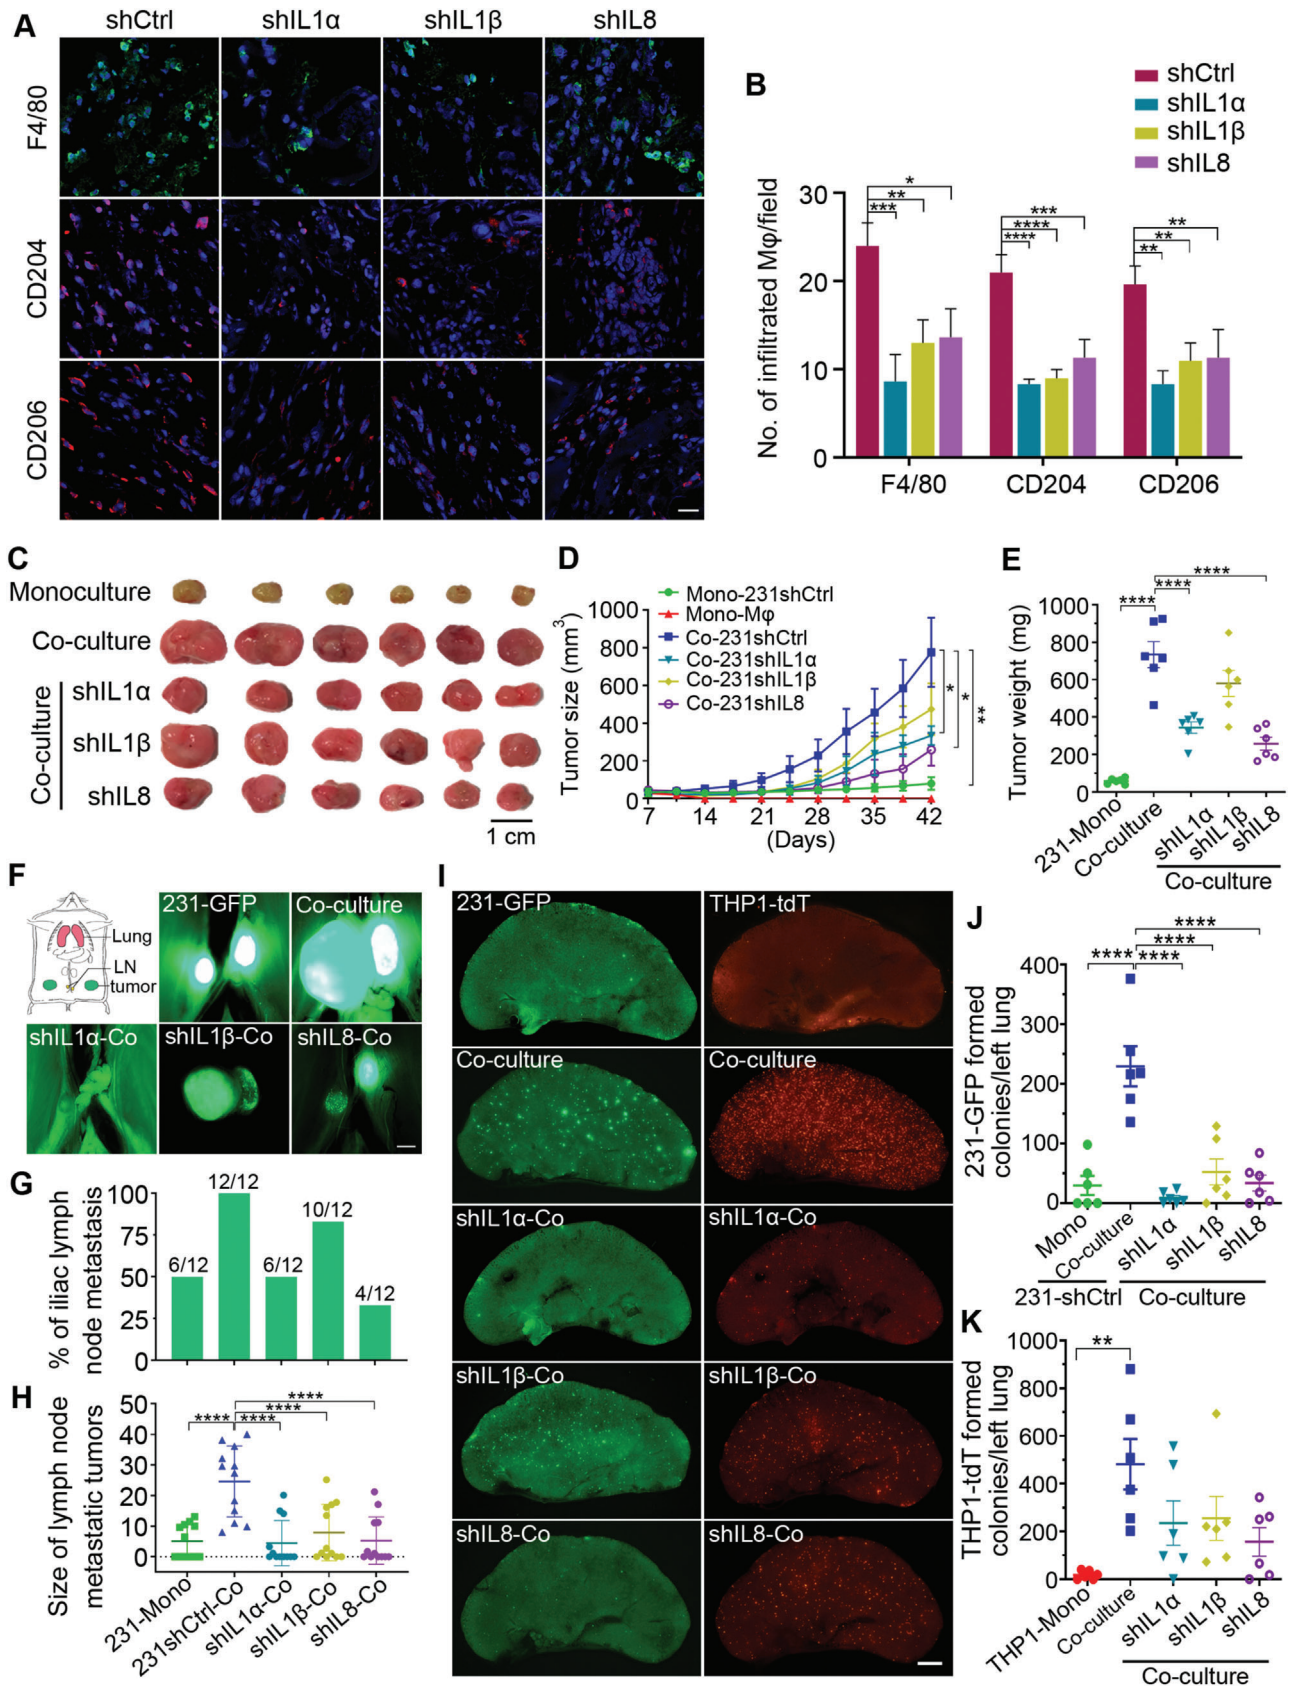 A
shCtrl shIL1α shIL1β shIL8
F4/80
CD204
CD206
B
shCtrl
shIL1α
shIL1β
shIL8
No. of infiltrated Mφ/field
30
20
10
0
*** ** *
**** **** ***
** ** **
F4/80 CD204 CD206
C
Monoculture
Co-culture
Co-culture
shIL1α
shIL1β
shIL8
1 cm
D
Mono-231shCtrl
Mono-Mφ
Co-231shCtrl
Co-231shIL1α
Co-231shIL1β
Co-231shIL8
Tumor size (mm3)
1000
800
600
400
200
0
7 14 21 28 35 42
(Days)
* * **
E
Tumor weight (mg)
1000
800
600
400
200
0
**** **** ****
231-Mono Co-culture shIL1α shIL1β shIL8
Co-culture
F
Lung
LN
tumor
231-GFP Co-culture
shIL1α-Co shIL1β-Co shIL8-Co
G
% of iliac lymph
node metastasis
100
75
50
25
0
6/12 12/12 6/12 10/12 4/12
H
Size of lymph node
metastatic tumors
50
40
30
20
10
0
**** **** **** ****
231-Mono 231shCtrl-Co shIL1α-Co shIL1β-Co shIL8-Co
I
231-GFP THP1-tdT
Co-culture Co-culture
shIL1α-Co shIL1α-Co
shIL1β-Co shIL1β-Co
shIL8-Co shIL8-Co
J
231-GFP formed
colonies/left lung
400
300
200
100
0
**** **** **** ****
Mono Co-culture shIL1α shIL1β shIL8
231-shCtrl Co-culture
K
THP1-tdT formed
colonies/left lung
1000
800
600
400
200
0
**
THP1-Mono Co-culture shIL1α shIL1β shIL8
Co-culture